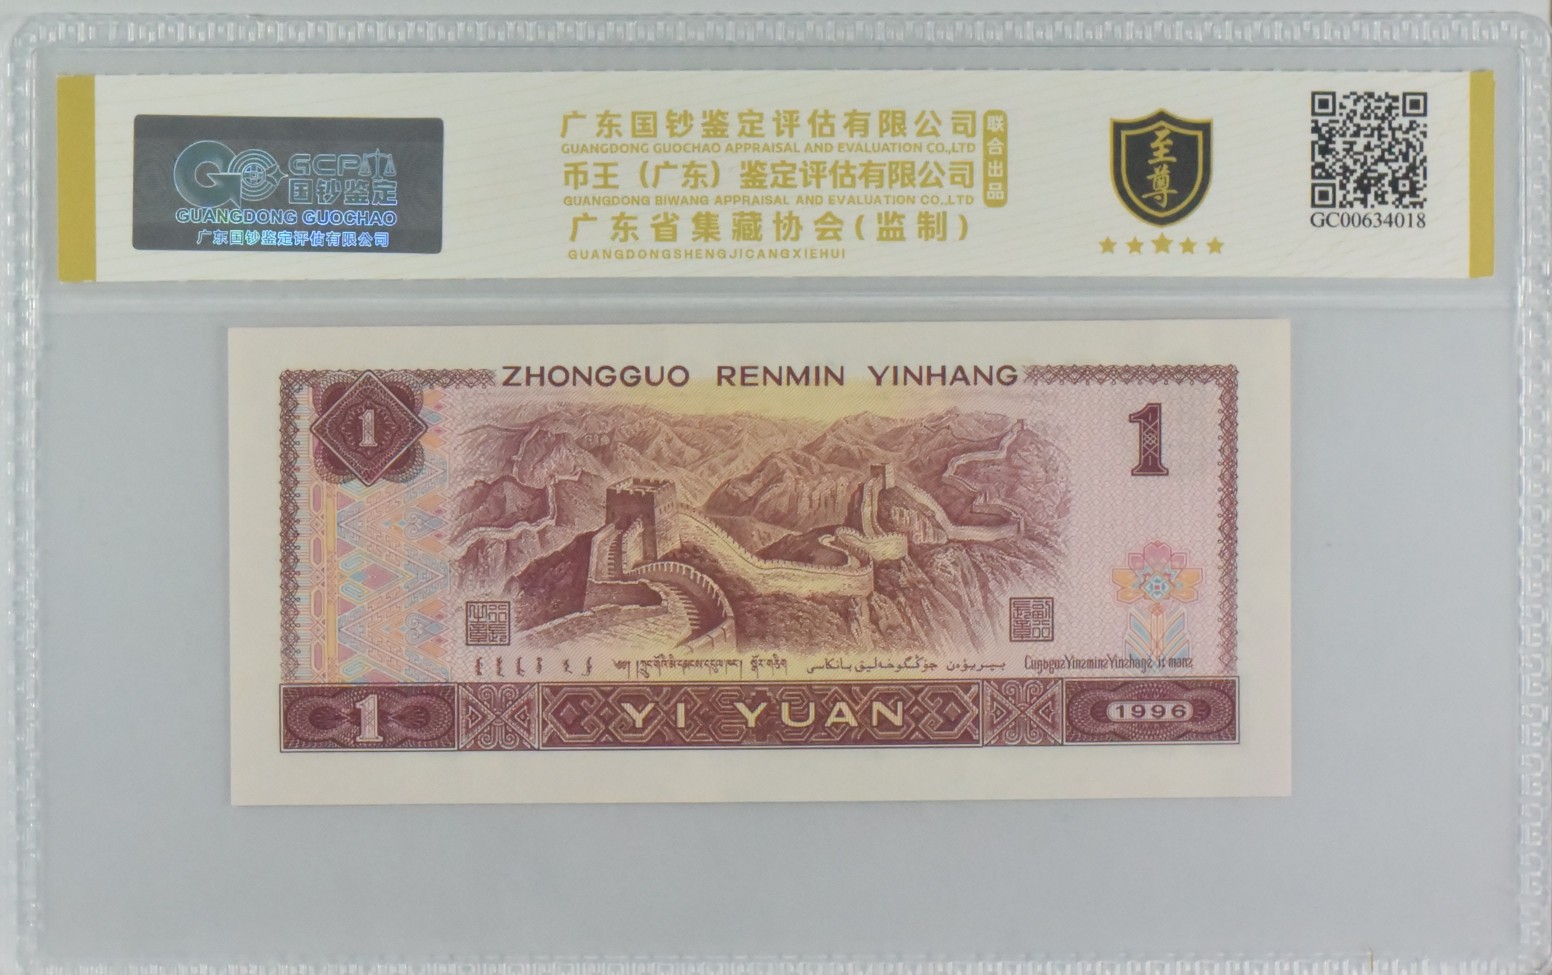 GCP
国钞鉴定
GUANGDONG GUOCHAO
广东国钞鉴定评估有限公司
广东国钞鉴定评估有限公司
GUANGDONG GUOCHAO APPRAISAL AND EVALUATION CO.,LTD
币王（广东）鉴定评估有限公司
GUANGDONG BIWANG APPRAISAL AND EVALUATION CO.,LTD
广东省集藏协会(监制)
GUANGDONGSHENGJICANGXIEHUI
联合出品
至尊
GC00634018
ZHONGGUO RENMIN YINHANG
1
1
1
YI YUAN
1996